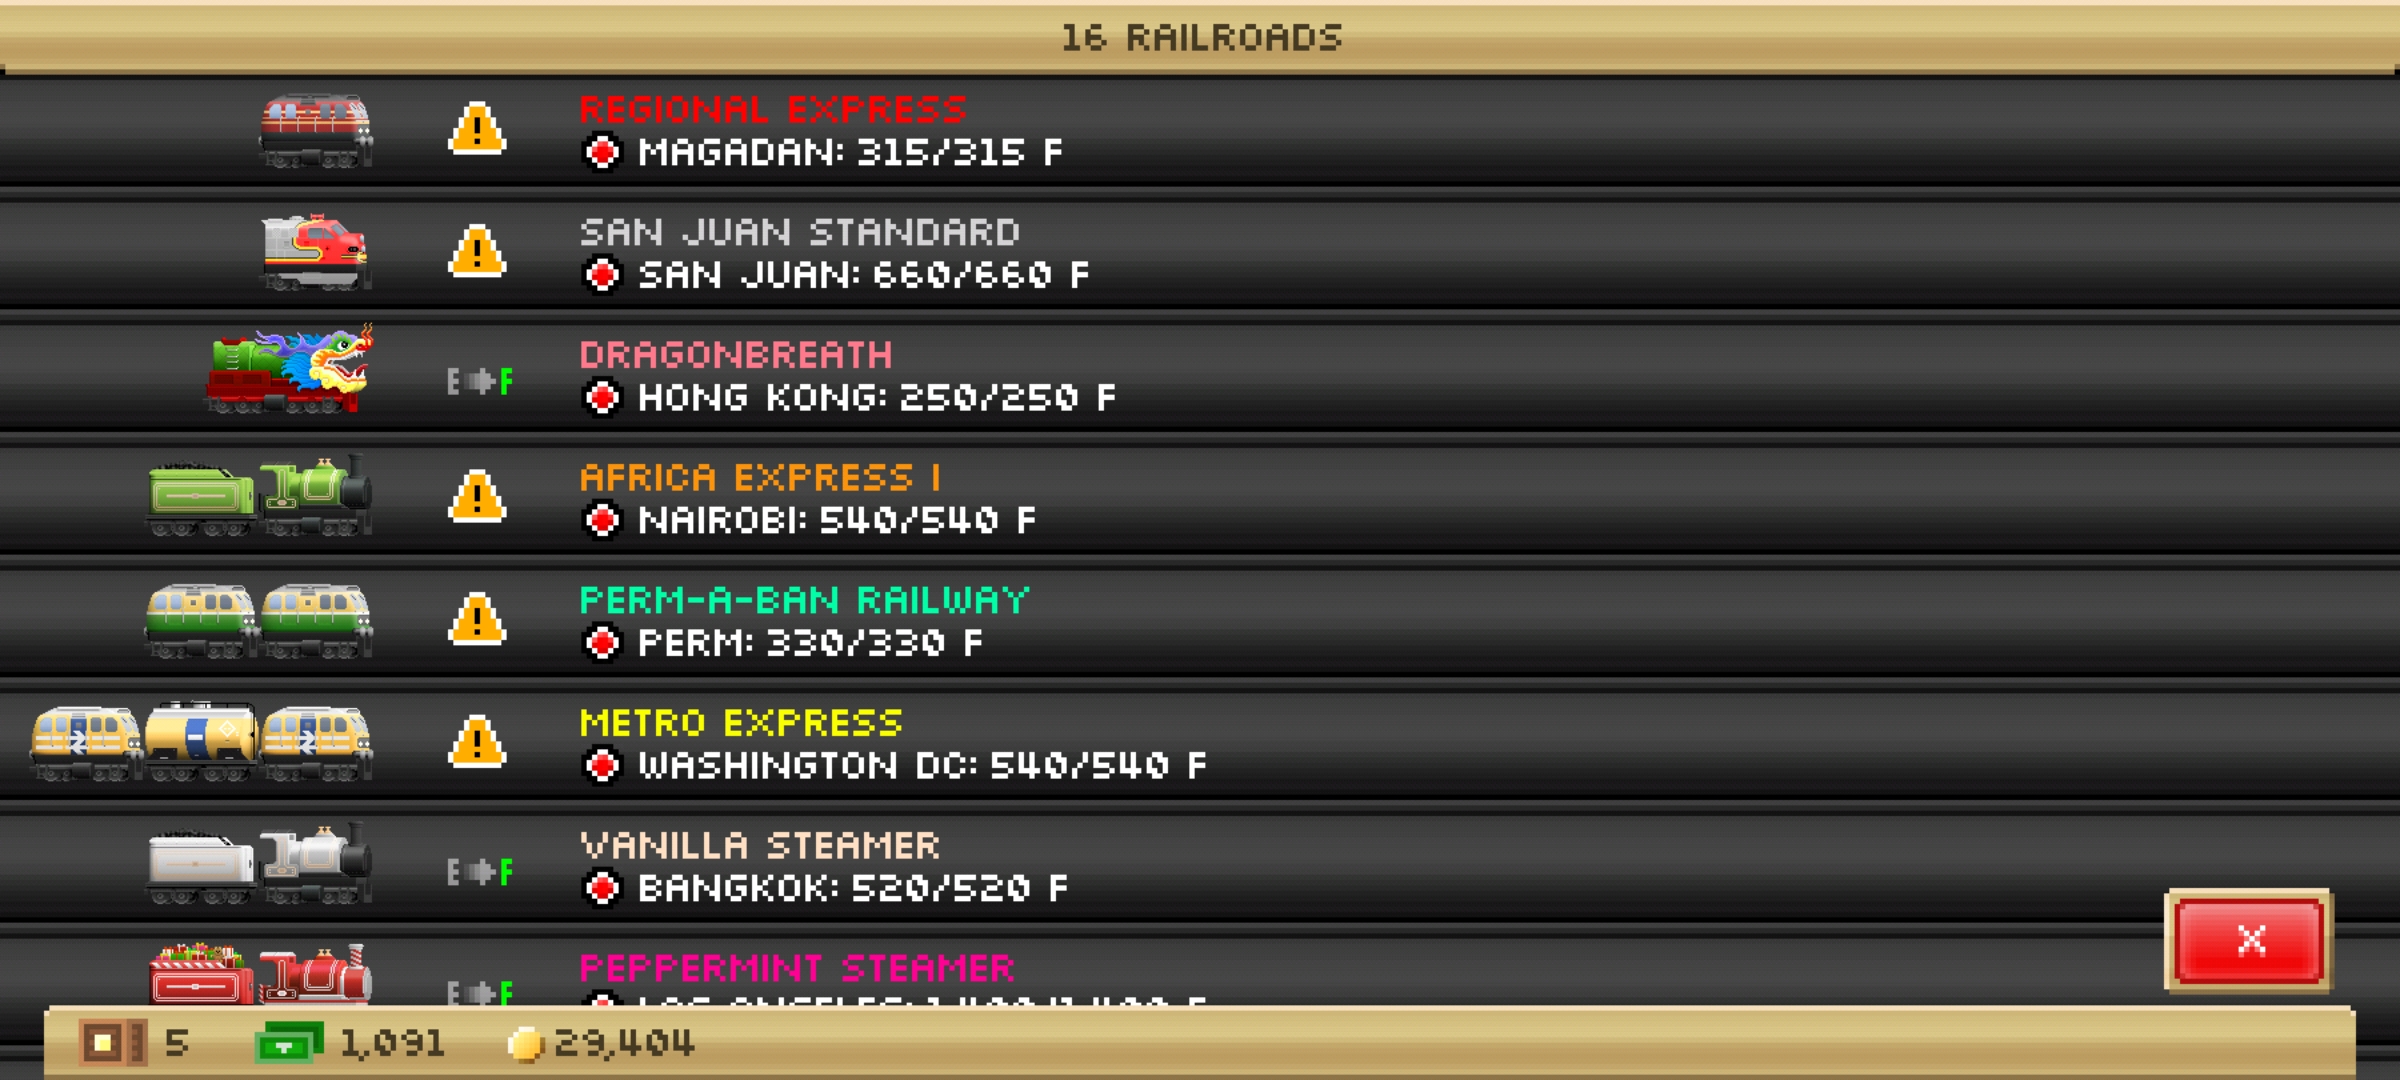 16 RAILROADS
REGIONAL EXPRESS
MAGADAN: 315/315 F
SAN JUAN STANDARD
SAN JUAN: 660/660 F
DRAGONBREATH
E F
HONG KONG: 250/250 F
AFRICA EXPRESS I
NAIROBI: 540/540 F
PERM-A-BAN RAILWAY
PERM: 330/330 F
METRO EXPRESS
WASHINGTON DC: 540/540 F
VANILLA STEAMER
E F
BANGKOK: 520/520 F
X
PEPPERMINT STEAMER
E F
LOS ANGELES:
5 1,091 29,404